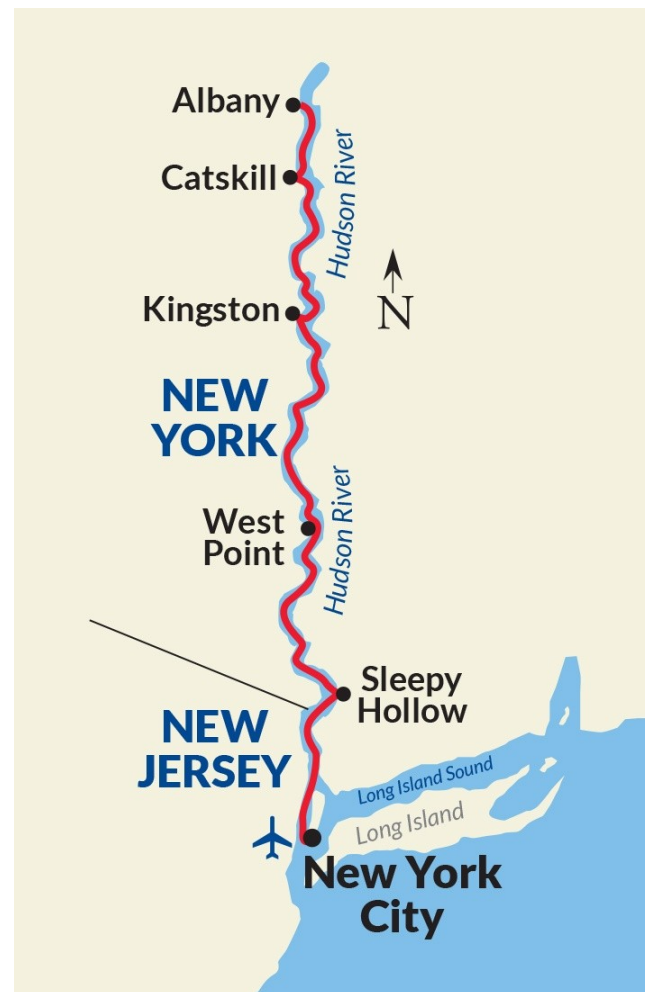 Albany
Catskill
Hudson River
N
Kingston
NEW
YORK
West
Point
Hudson River
Sleepy
Hollow
NEW
JERSEY
Long Island Sound
Long Island
New York
City